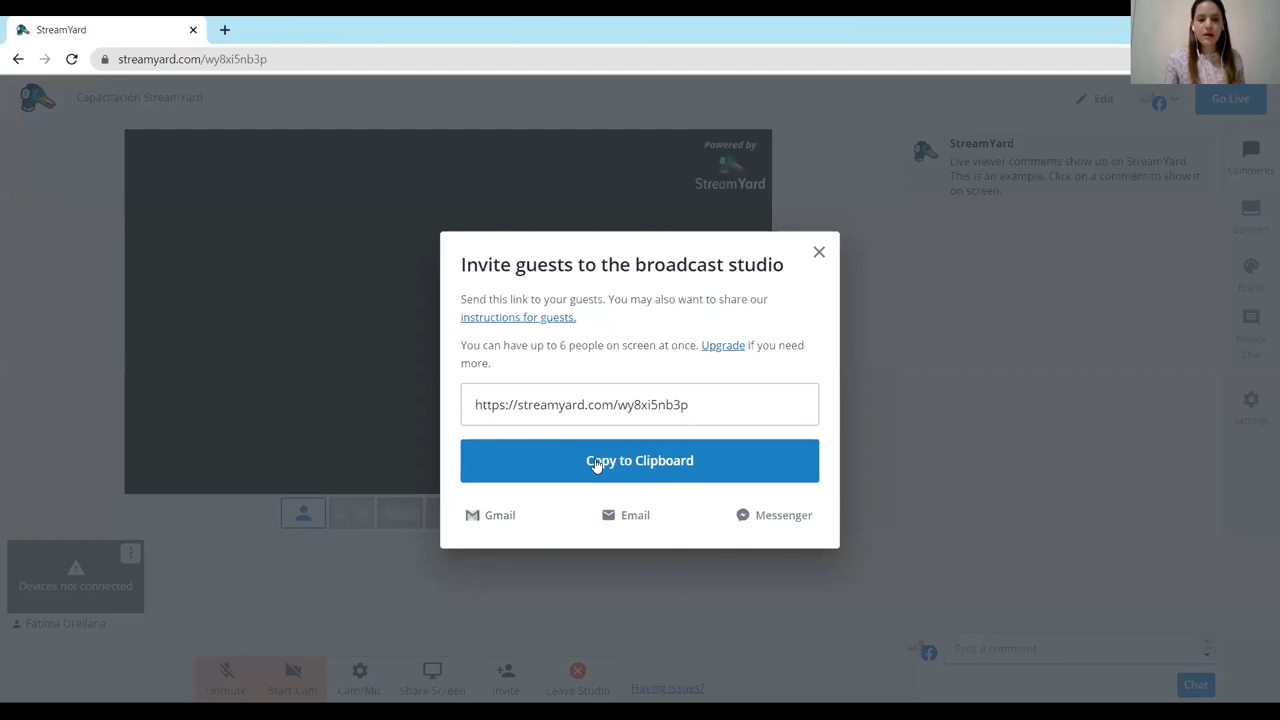 StreamYard
streamyard.com/wy8xi5nb3p
Capacitación StreamYard
Edit
Go Live
Powered by
StreamYard
StreamYard
Live viewer comments show up on StreamYard.
This is an example. Click on a comment to show it
on screen.
Comments
Banners
Brand
Private
Chat
Settings
Invite guests to the broadcast studio
Send this link to your guests. You may also want to share our
instructions for guests.
You can have up to 6 people on screen at once. Upgrade if you need
more.
https://streamyard.com/wy8xi5nb3p
Copy to Clipboard
Gmail
Email
Messenger
Devices not connected
Fátima Orellana
Unmute
Start Cam
Cam/Mic
Share Screen
Invite
Leave Studio
Having issues?
Post a comment
Chat